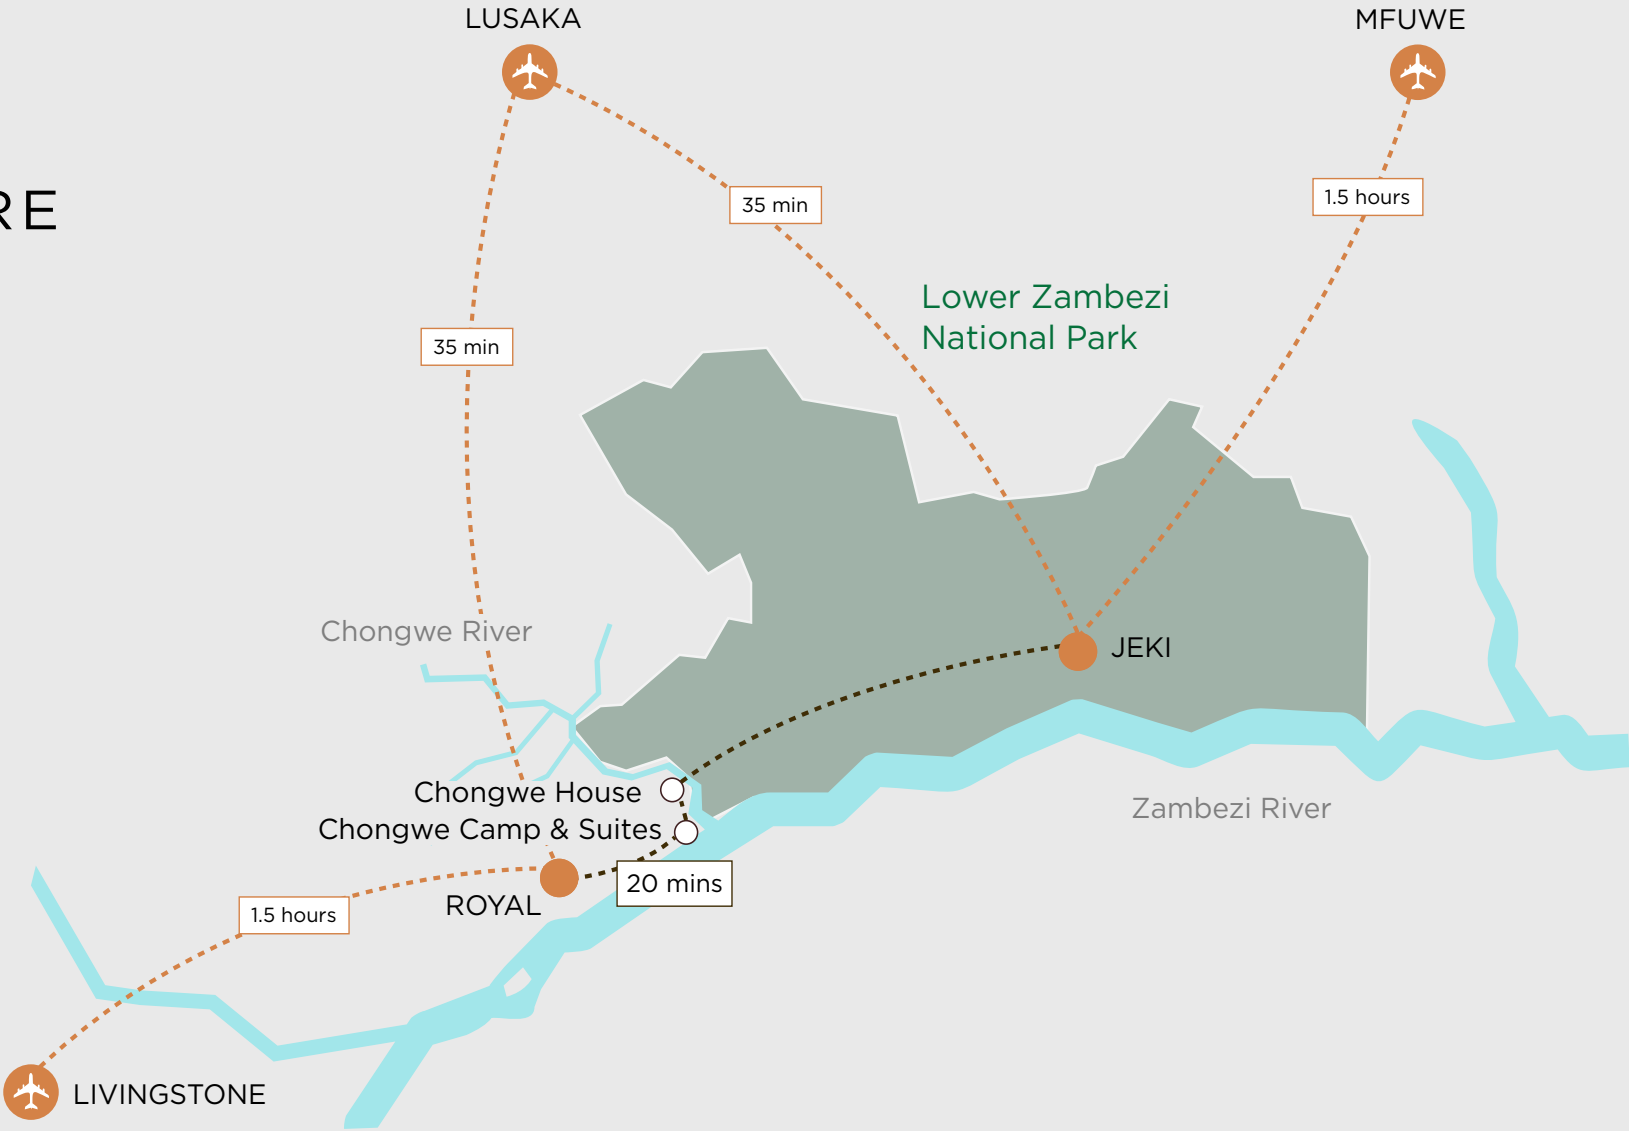 LUSAKA
MFUWE
RE
35 min
1.5 hours
Lower Zambezi
National Park
35 min
Chongwe River
JEKI
Chongwe House
Zambezi River
Chongwe Camp & Suites
20 mins
ROYAL
1.5 hours
LIVINGSTONE